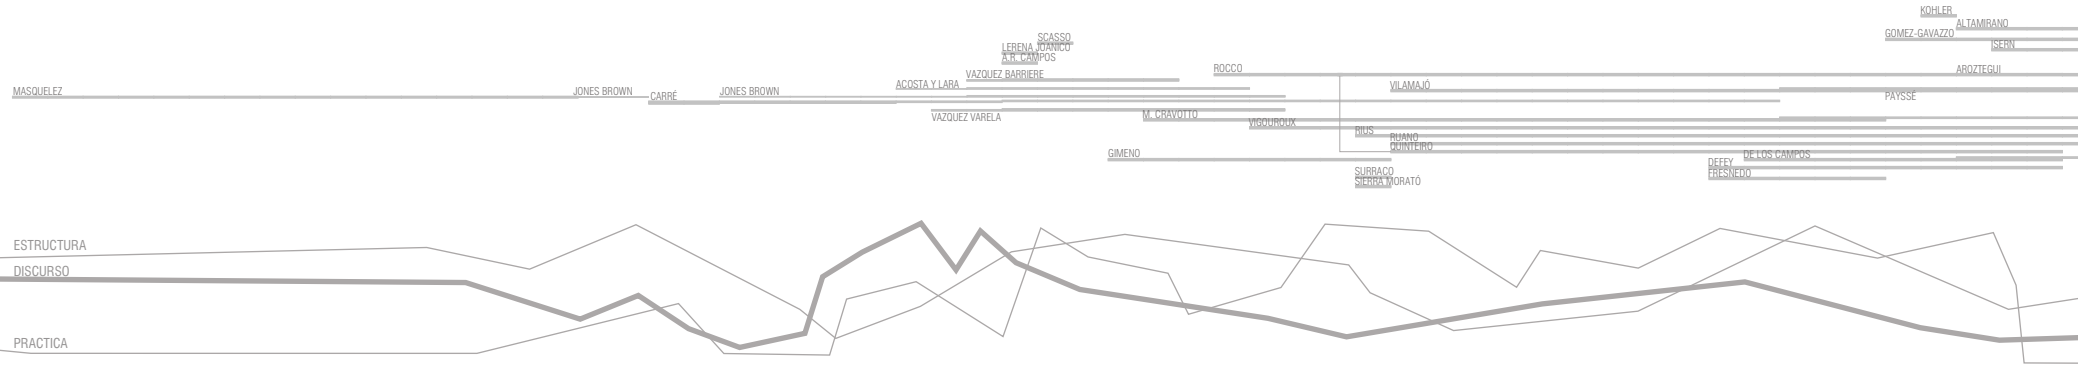 KOHLER
ALTAMIRANO
GOMEZ-GAVAZZO
SCASSO
ISERN
LERENA JOANICO
A.R. CAMPOS
ROCCO
AROZTEGUI
VAZQUEZ BARRIERE
ACOSTA Y LARA
VILAMAJÓ
MASQUELEZ
JONES BROWN
CARRÉ
JONES BROWN
PAYSSÉ
VAZQUEZ VARELA
M. CRAVOTTO
VIGOUROUX
RIUS
RUANO
QUINTEIRO
GIMENO
DE LOS CAMPOS
DEFEY
SURRACO
FRESNEDO
SIERRA MORATÓ
ESTRUCTURA
DISCURSO
PRACTICA